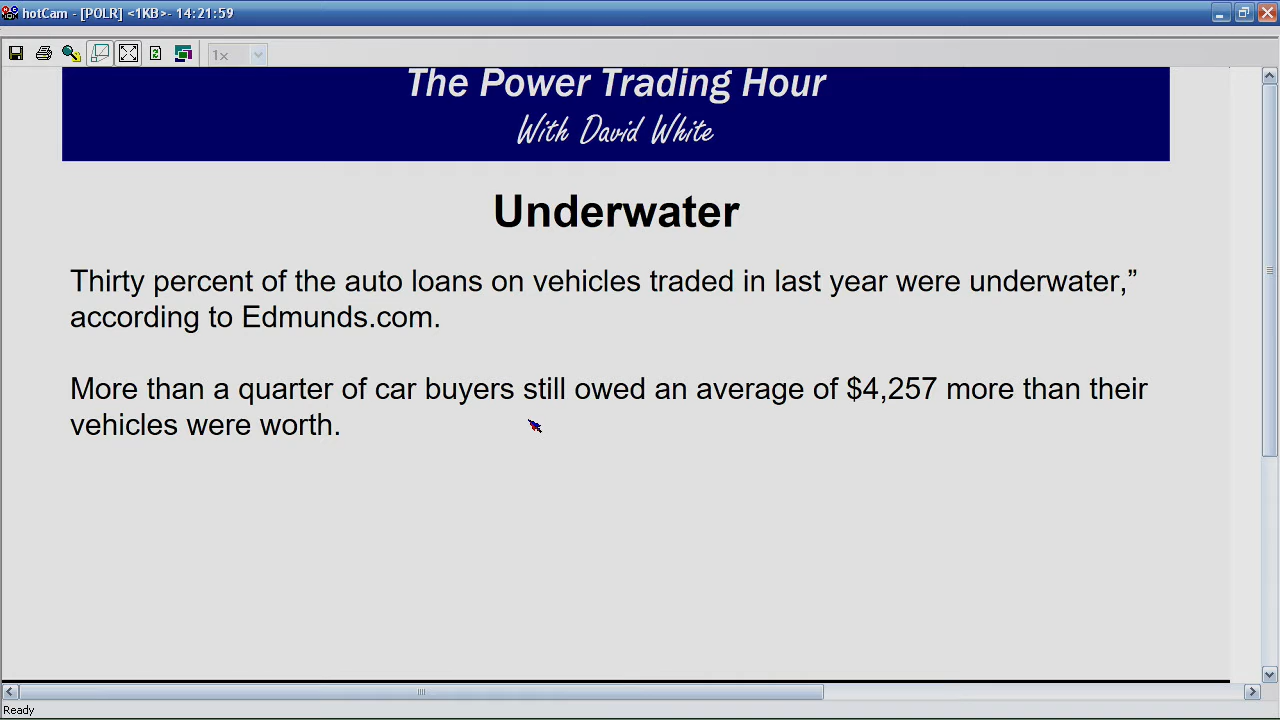 hotCam - [POLR] <1KB>- 14:21:59
1x
The Power Trading Hour
With David White
Underwater
Thirty percent of the auto loans on vehicles traded in last year were underwater,”
according to Edmunds.com.
More than a quarter of car buyers still owed an average of $4,257 more than their
vehicles were worth.
Ready